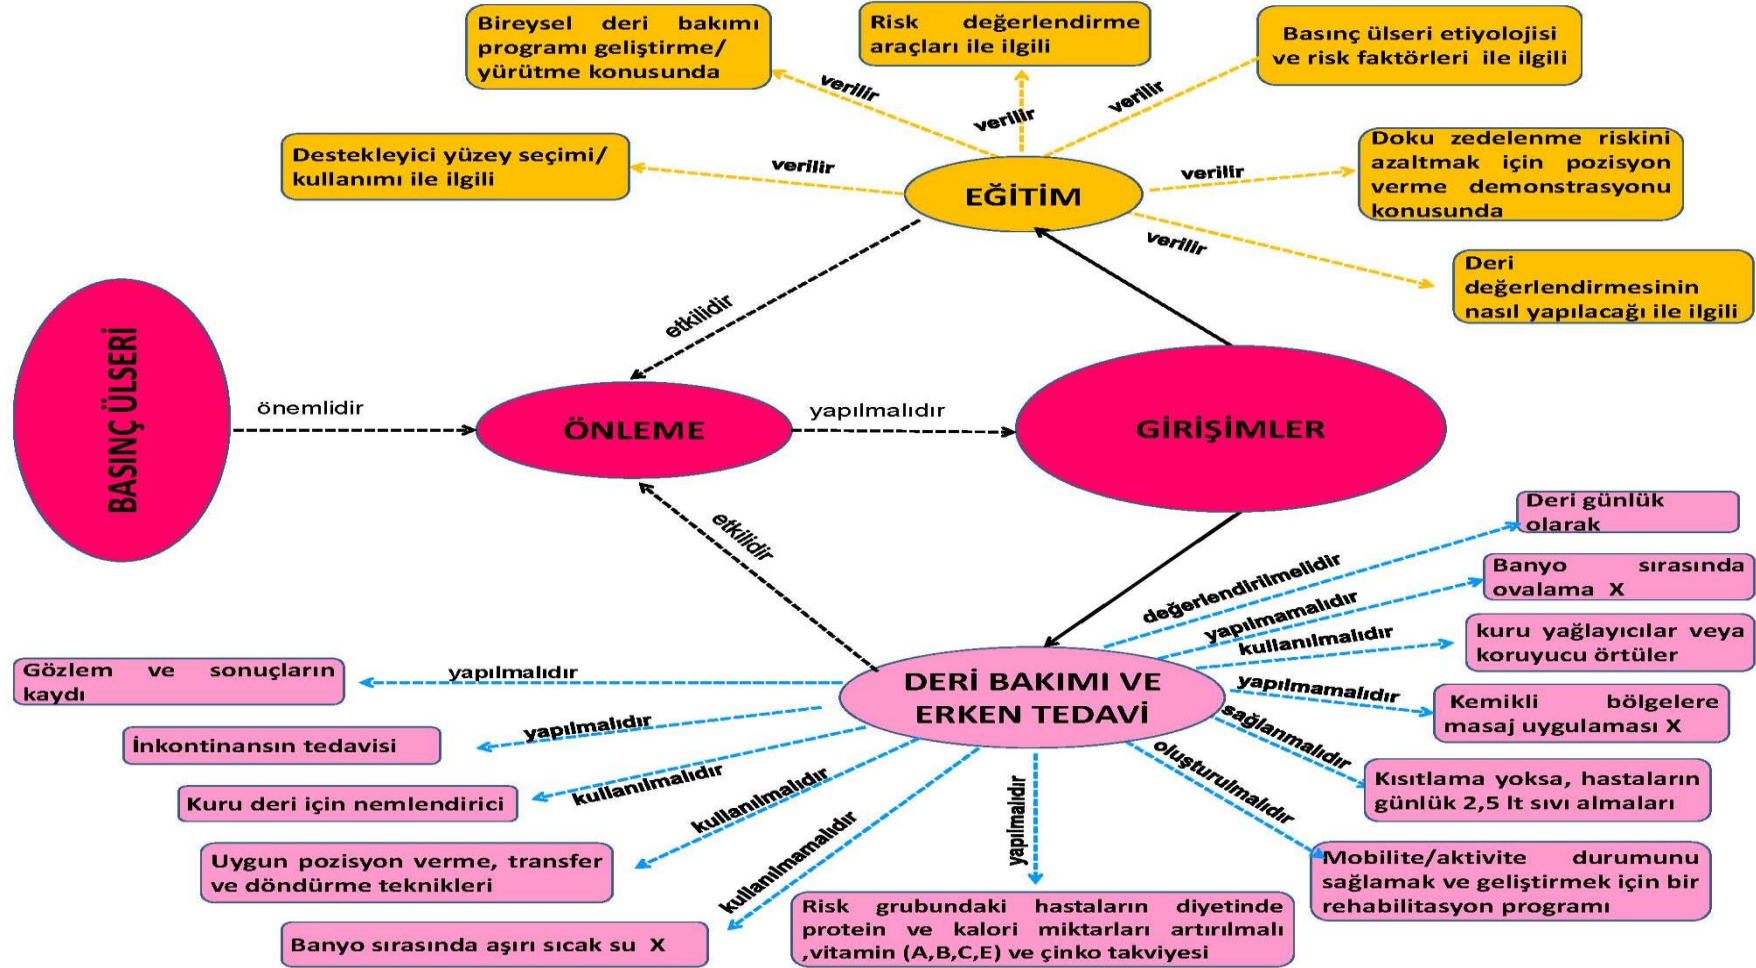 Bireysel deri bakımı
programı geliştirme/
yürütme konusunda
Risk değerlendirme
araçları ile ilgili
Basınç ülseri etiyolojisi
ve risk faktörleri ile ilgili
verilir
verilir
verilir
Destekleyici yüzey seçimi/
kullanımı ile ilgili
verilir
EĞİTİM
verilir
Doku zedelenme riskini
azaltmak için pozisyon
verme demonstrasyonu
konusunda
verilir
Deri
değerlendirmesinin
nasıl yapılacağı ile ilgili
etkilidir
BASINÇ ÜLSERİ
önemlidir
ÖNLEME
yapılmalıdır
GİRİŞİMLER
etkilidir
değerlendirilmelidir
Deri günlük
olarak
yapılmamalıdır
Banyo sırasında
ovalama X
kullanılmalıdır
kuru yağlayıcılar veya
koruyucu örtüler
Gözlem ve sonuçların
kaydı
yapılmalıdır
DERİ BAKIMI VE
ERKEN TEDAVİ
yapılmamalıdır
Kemikli bölgelere
masaj uygulaması X
İnkontinansın tedavisi
yapılmalıdır
sağlanmalıdır
Kısıtlama yoksa, hastaların
günlük 2,5 lt sıvı almaları
Kuru deri için nemlendirici
kullanılmalıdır
kullanılmalıdır
yapılmalıdır
oluşturulmalıdır
Uygun pozisyon verme, transfer
ve döndürme teknikleri
Mobilite/aktivite durumunu
sağlamak ve geliştirmek için bir
rehabilitasyon programı
kullanılmamalıdır
Banyo sırasında aşırı sıcak su X
Risk grubundaki hastaların diyetinde
protein ve kalori miktarları artırılmalı
,vitamin (A,B,C,E) ve çinko takviyesi